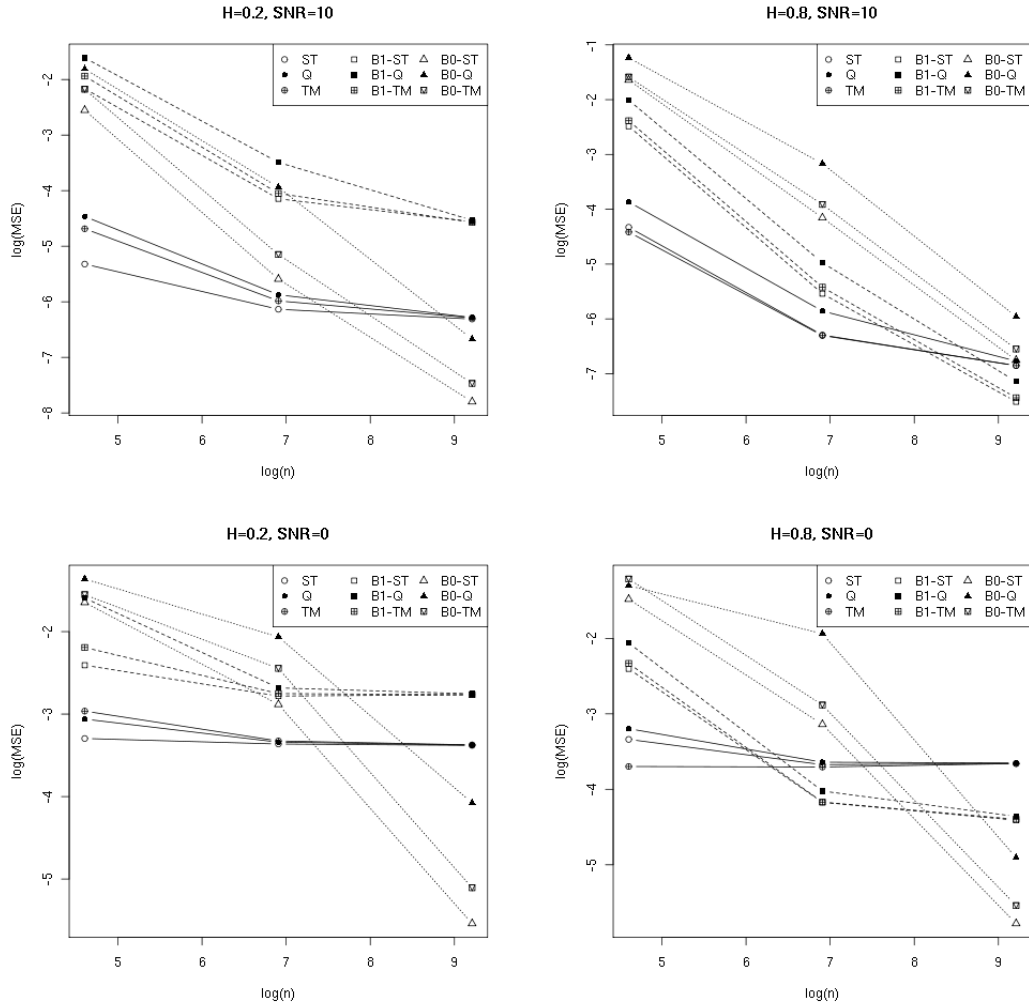 H=0.2, SNR=10
ST B1-ST B0-ST
Q B1-Q B0-Q
TM B1-TM B0-TM
log(MSE)
-2
-3
-4
-5
-6
-7
-8
5 6 7 8 9
log(n)
H=0.8, SNR=10
ST B1-ST B0-ST
Q B1-Q B0-Q
TM B1-TM B0-TM
log(MSE)
-1
-2
-3
-4
-5
-6
-7
5 6 7 8 9
log(n)
H=0.2, SNR=0
ST B1-ST B0-ST
Q B1-Q B0-Q
TM B1-TM B0-TM
log(MSE)
-2
-3
-4
-5
5 6 7 8 9
log(n)
H=0.8, SNR=0
ST B1-ST B0-ST
Q B1-Q B0-Q
TM B1-TM B0-TM
log(MSE)
-2
-3
-4
-5
5 6 7 8 9
log(n)